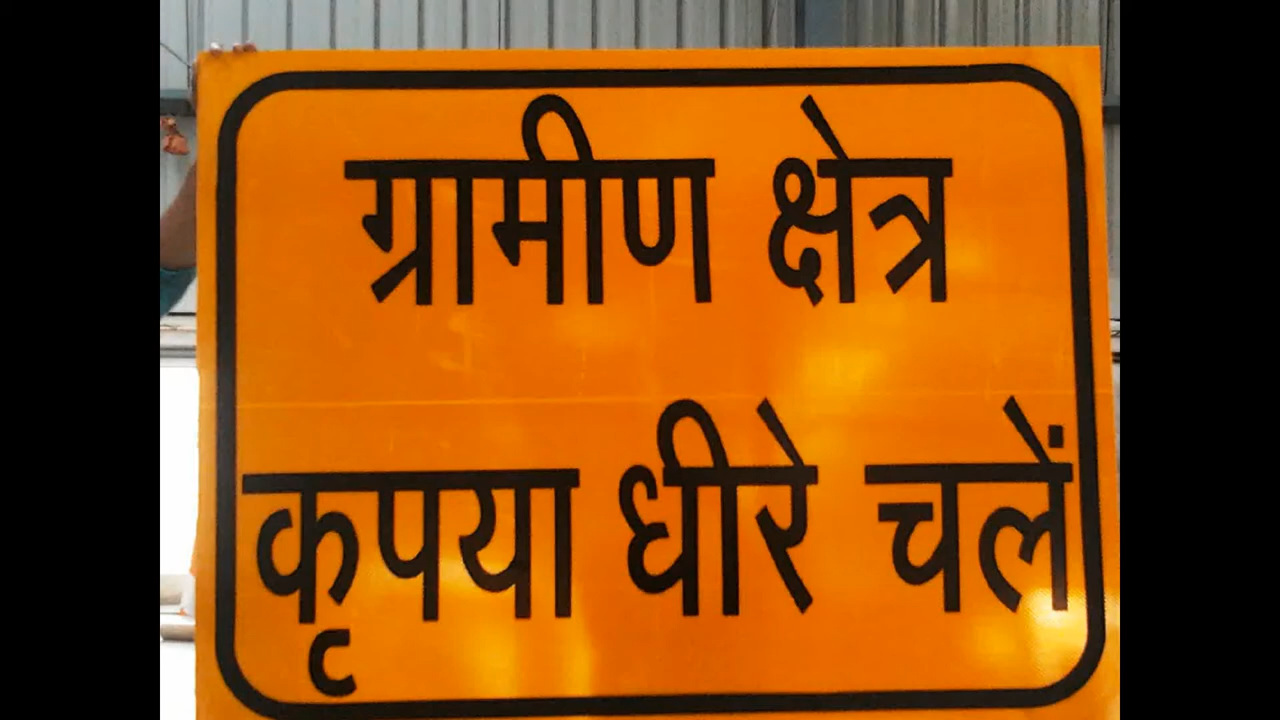 ग्रामीण क्षेत्र
कृपया धीरे चलें